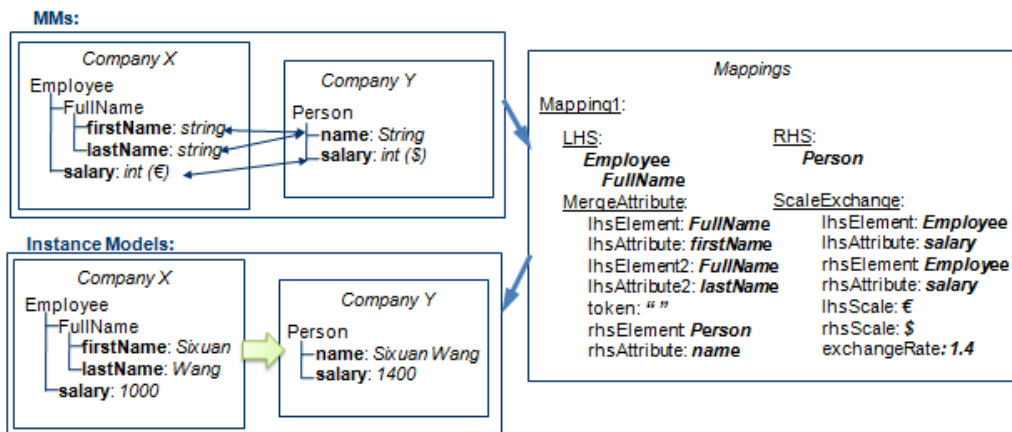 MMs:
Company X
Employee
FullName
firstName: string
lastName: string
salary: int (€)
Company Y
Person
name: String
salary: int ($)
Instance Models:
Company X
Employee
FullName
firstName: Sixuan
lastName: Wang
salary: 1000
Company Y
Person
name: Sixuan Wang
salary: 1400
Mappings
Mapping1:
LHS:
Employee
FullName
RHS:
Person
MergeAttribute:
lhsElement: FullName
lhsAttribute: firstName
lhsElement2: FullName
lhsAttribute2: lastName
token: “ ”
rhsElement Person
rhsAttribute: name
ScaleExchange:
lhsElement: Employee
lhsAttribute: salary
rhsElement: Employee
rhsAttribute: salary
lhsScale: €
rhsScale: $
exchangeRate: 1.4